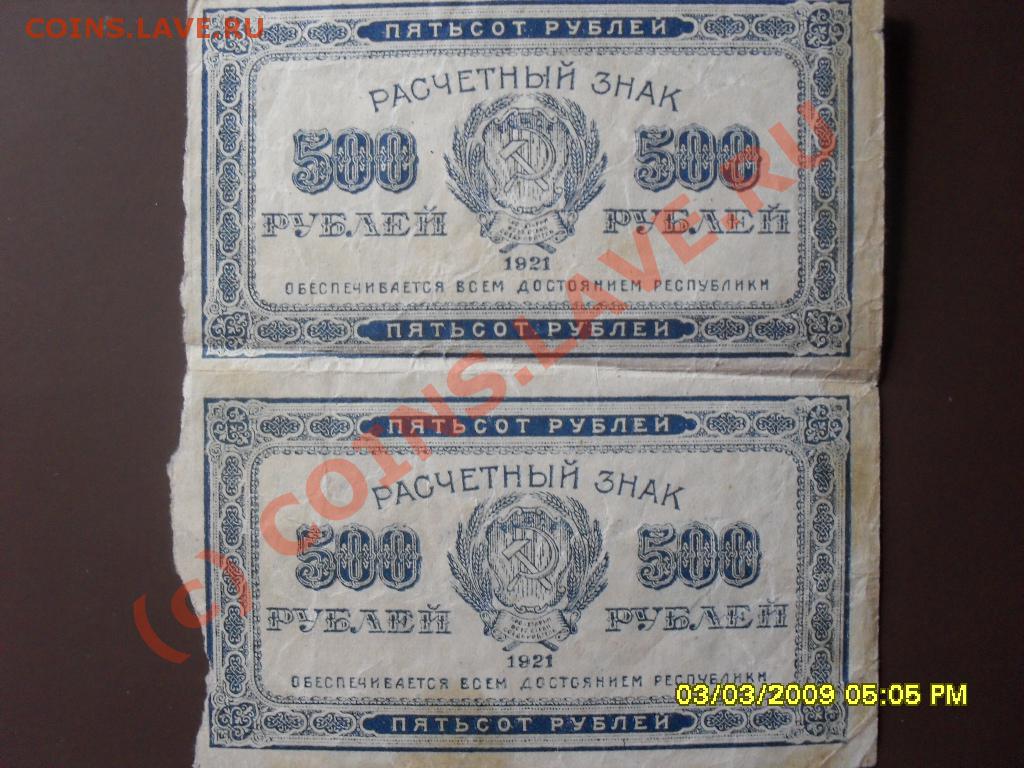 COINS.LAVE.RU
ПЯТЬСОТ РУБЛЕЙ
РАСЧЕТНЫЙ ЗНАК
500 500
РУБЛЕЙ РУБЛЕЙ
1921
ОБЕСПЕЧИВАЕТСЯ ВСЕМ ДОСТОЯНИЕМ РЕСПУБЛИКИ
ПЯТЬСОТ РУБЛЕЙ
ПЯТЬСОТ РУБЛЕЙ
РАСЧЕТНЫЙ ЗНАК
500 500
РУБЛЕЙ РУБЛЕЙ
1921
ОБЕСПЕЧИВАЕТСЯ ВСЕМ ДОСТОЯНИЕМ РЕСПУБЛИКИ
ПЯТЬСОТ РУБЛЕЙ
(c) COINS.LAVE.RU
03/03/2009 05:05 PM